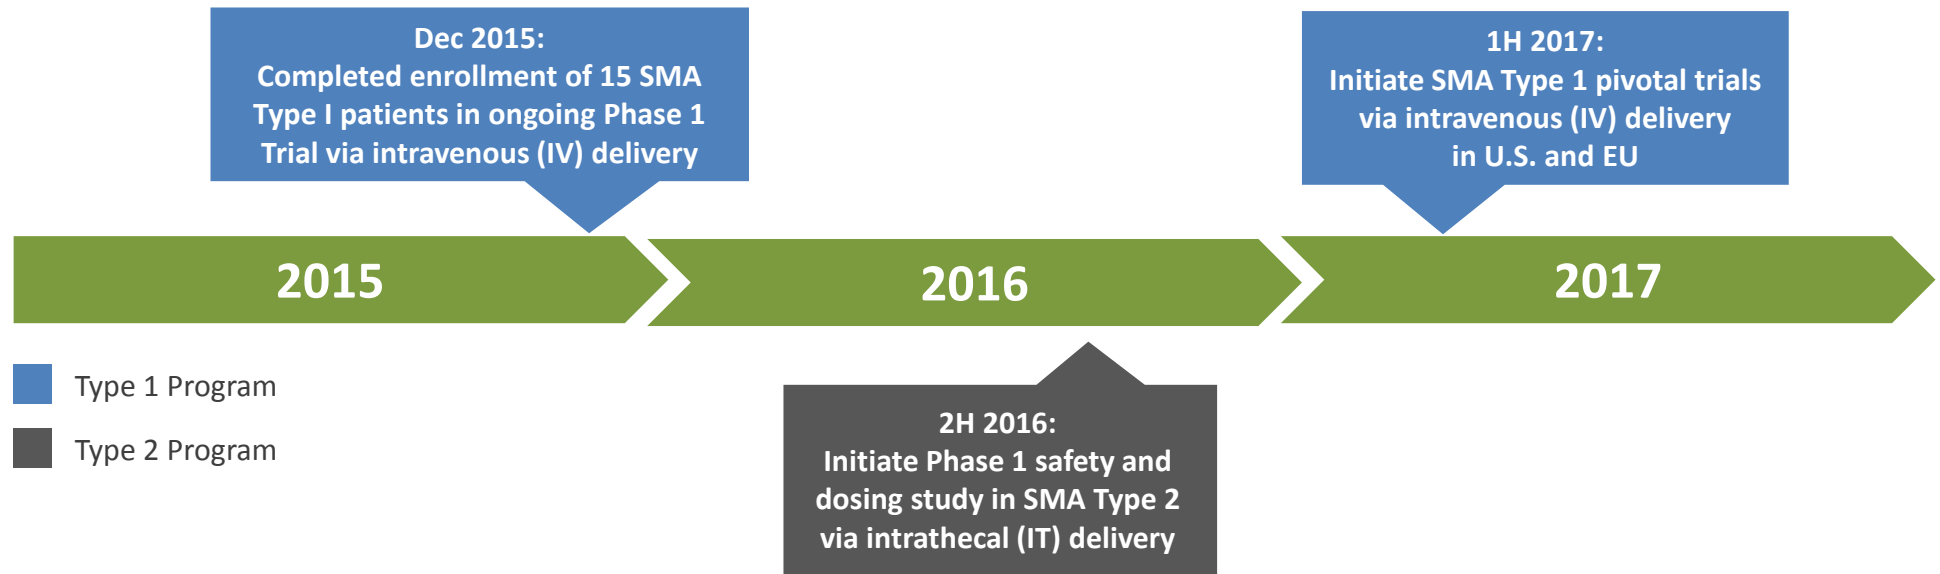 Dec 2015:
Completed enrollment of 15 SMA
Type I patients in ongoing Phase 1
Trial via intravenous (IV) delivery
1H 2017:
Initiate SMA Type 1 pivotal trials
via intravenous (IV) delivery
in U.S. and EU
2015
2016
2017
Type 1 Program
Type 2 Program
2H 2016:
Initiate Phase 1 safety and
dosing study in SMA Type 2
via intrathecal (IT) delivery